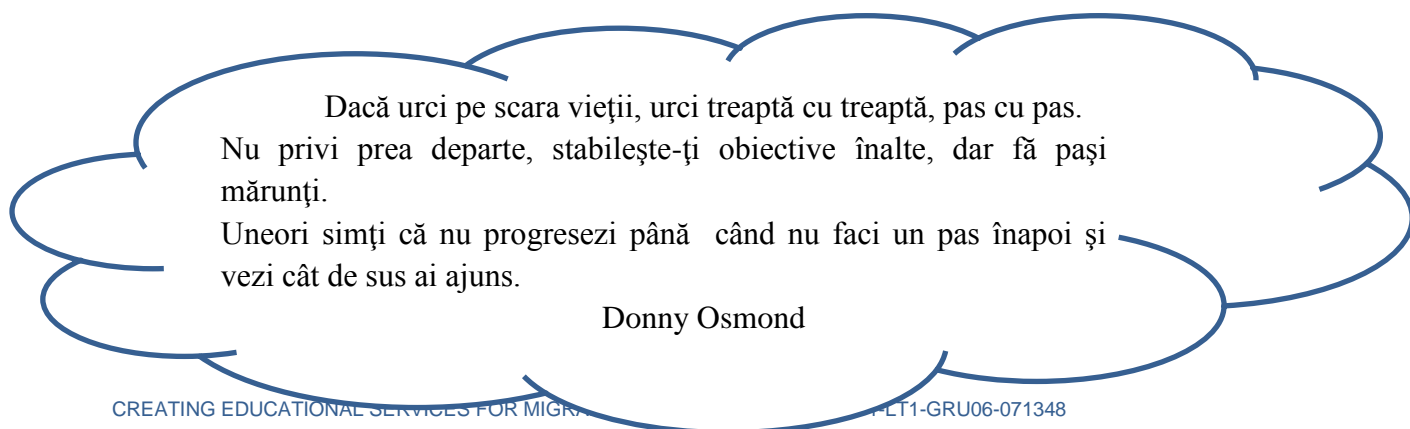 Dacă urci pe scara vieţii, urci treaptă cu treaptă, pas cu pas.
Nu privi prea departe, stabileşte-ţi obiective înalte, dar fă paşi
mărunţi.
Uneori simţi că nu progresezi până când nu faci un pas înapoi şi
vezi cât de sus ai ajuns.
Donny Osmond
CREATING EDUCATIONAL SERVICES FOR LT1-GRU06-071348